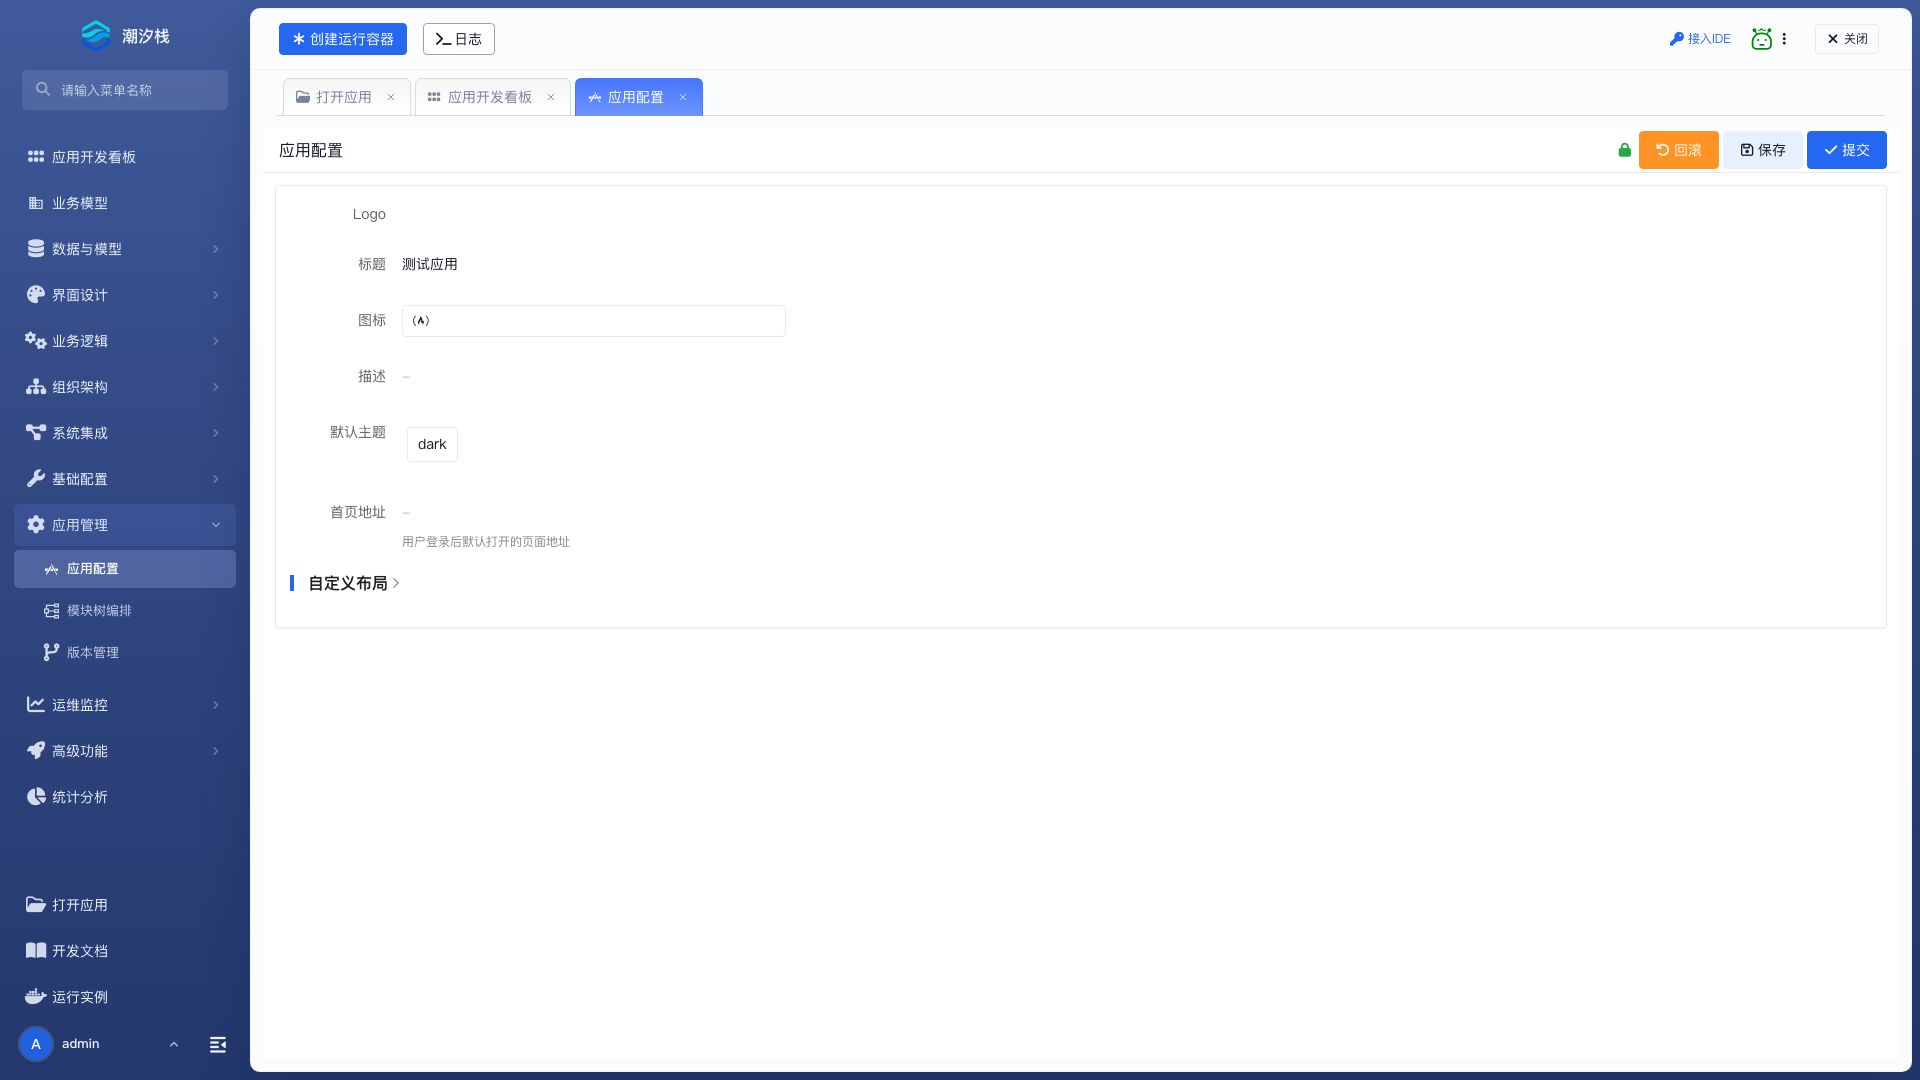 潮汐栈
请输入菜单名称
应用开发看板
业务模型
数据与模型
界面设计
业务逻辑
组织架构
系统集成
基础配置
应用管理
应用配置
模块树编排
版本管理
运维监控
高级功能
统计分析
打开应用
开发文档
运行实例
A admin
创建运行容器 日志 接入IDE 关闭
打开应用 应用开发看板 应用配置
应用配置 回滚 保存 提交
Logo
标题 测试应用
图标
描述 –
默认主题 dark
首页地址 –
用户登录后默认打开的页面地址
自定义布局